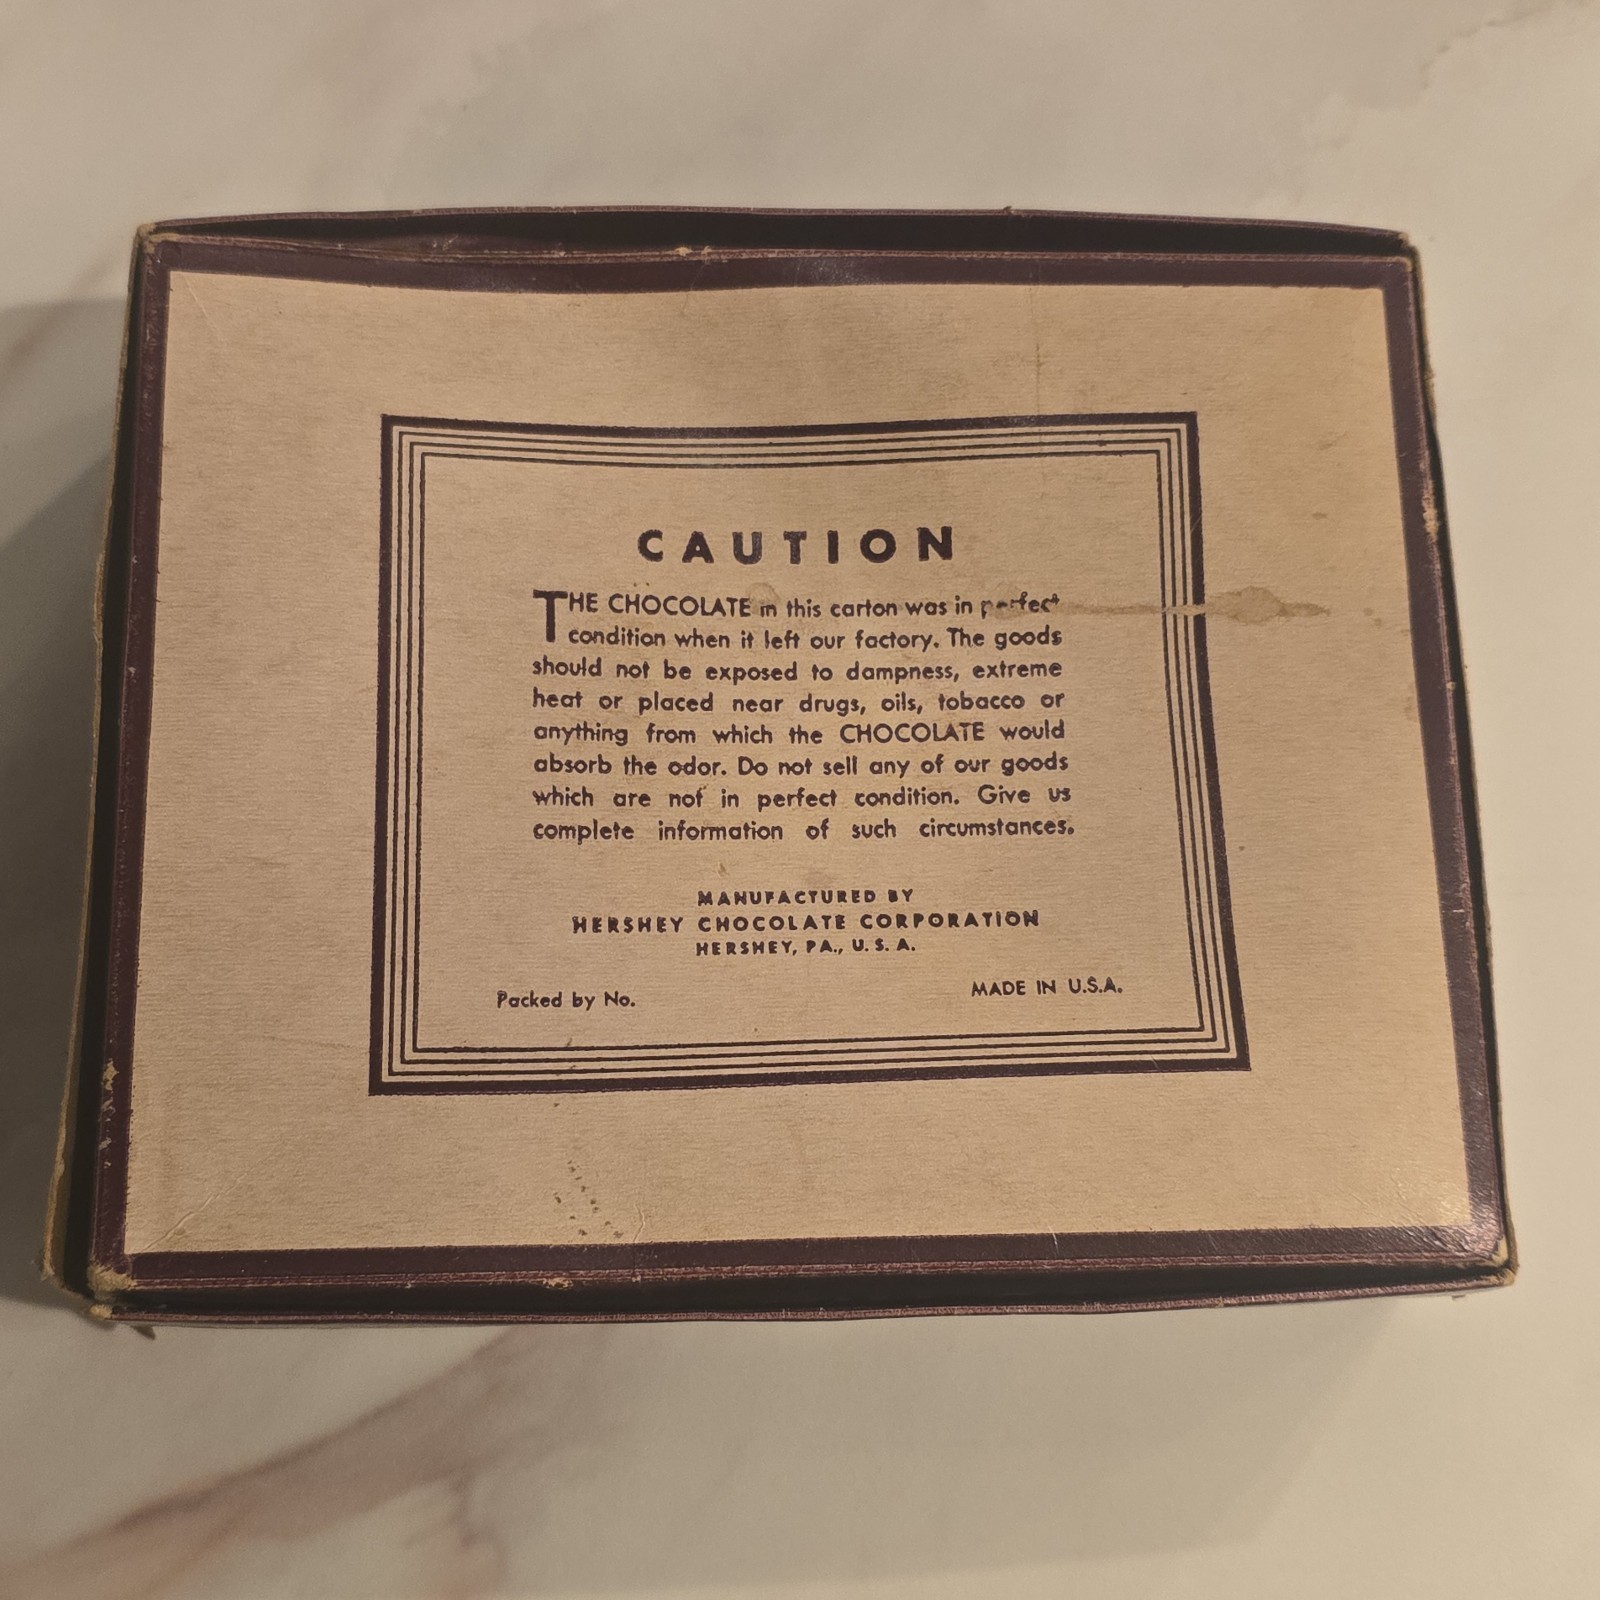 CAUTION
THE CHOCOLATE in this carton was in perfect
condition when it left our factory. The goods
should not be exposed to dampness, extreme
heat or placed near drugs, oils, tobacco or
anything from which the CHOCOLATE would
absorb the odor. Do not sell any of our goods
which are not in perfect condition. Give us
complete information of such circumstances.
MANUFACTURED BY
HERSHEY CHOCOLATE CORPORATION
HERSHEY, PA., U. S. A.
Packed by No.
MADE IN U.S.A.